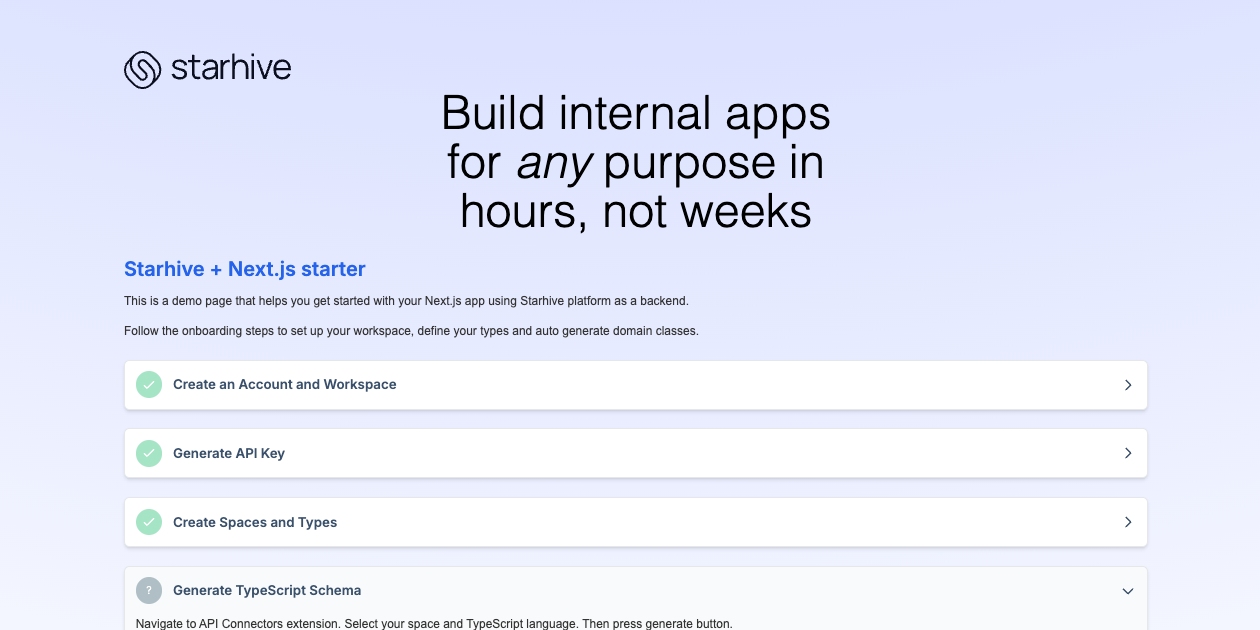 starhive
Build internal apps
for any purpose in
hours, not weeks
Starhive + Next.js starter
This is a demo page that helps you get started with your Next.js app using Starhive platform as a backend.
Follow the onboarding steps to set up your workspace, define your types and auto generate domain classes.
Create an Account and Workspace
Generate API Key
Create Spaces and Types
? Generate TypeScript Schema
Navigate to API Connectors extension. Select your space and TypeScript language. Then press generate button.